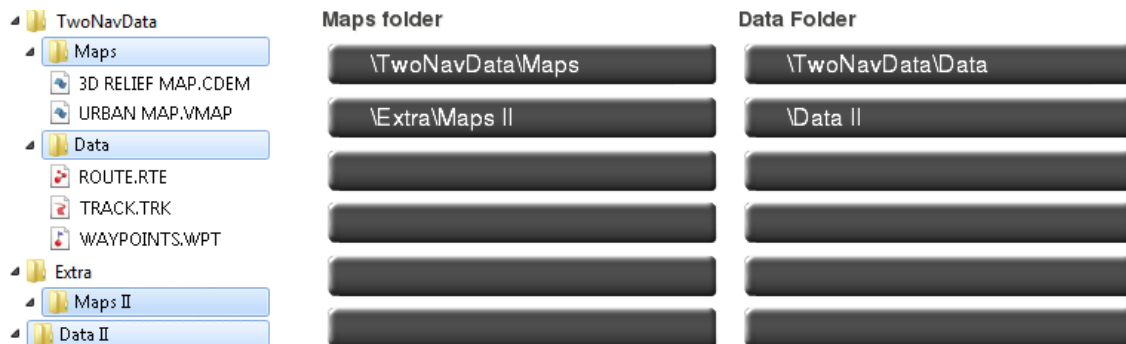 TwoNavData
Maps
3D RELIEF MAP.CDEM
URBAN MAP.VMAP
Data
ROUTE.RTE
TRACK.TRK
WAYPOINTS.WPT
Extra
Maps II
Data II
Maps folder
\TwoNavData\Maps
\Extra\Maps II
Data Folder
\TwoNavData\Data
\Data II